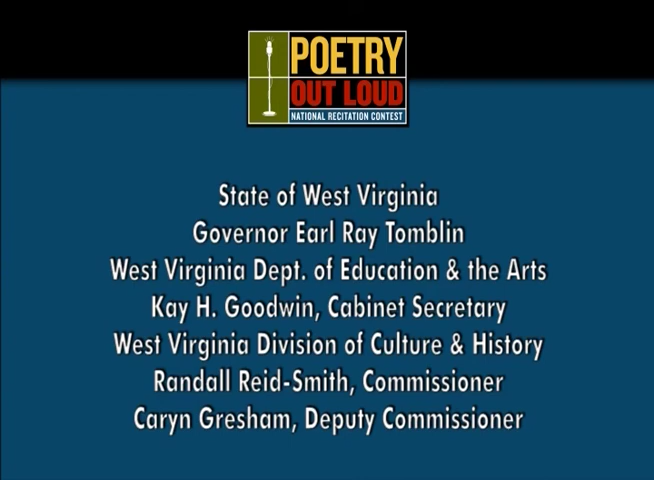 POETRY
OUT LOUD
NATIONAL RECITATION CONTEST
State of West Virginia
Governor Earl Ray Tomblin
West Virginia Dept. of Education & the Arts
Kay H. Goodwin, Cabinet Secretary
West Virginia Division of Culture & History
Randall Reid-Smith, Commissioner
Caryn Gresham, Deputy Commissioner